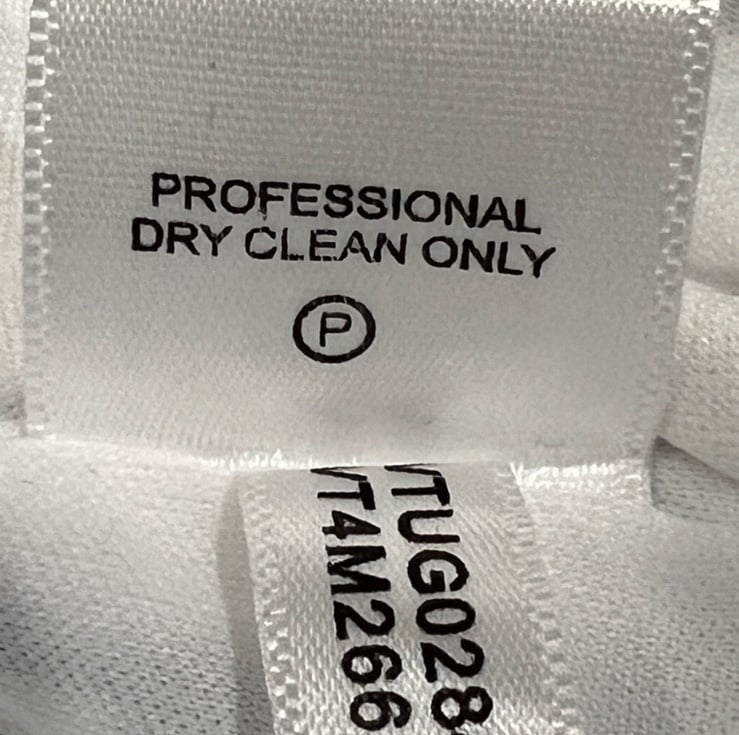 PROFESSIONAL
DRY CLEAN ONLY
P
VTUG028
VT4M266